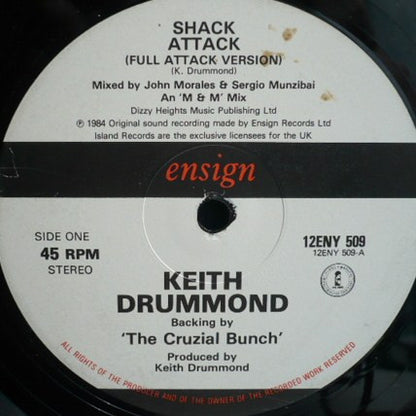 SHACK
ATTACK
(FULL ATTACK VERSION)
(K. Drummond)
Mixed by John Morales & Sergio Munzibai
An 'M & M' Mix
Dizzy Heights Music Publishing Ltd
℗ 1984 Original sound recording made by Ensign Records Ltd
Island Records are the exclusive licensees for the UK
ensign
SIDE ONE
45 RPM
STEREO
12ENY 509
12ENY 509-A
KEITH
DRUMMOND
Backing by
'The Cruzial Bunch'
Produced by
Keith Drummond
ALL RIGHTS OF THE PRODUCER AND OF THE OWNER OF THE RECORDED WORK RESERVED